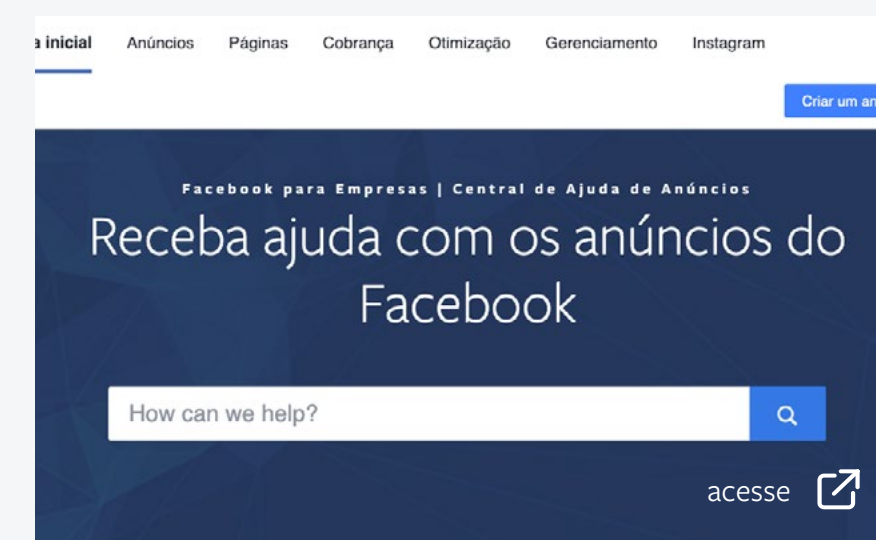 a inicial Anúncios Páginas Cobrança Otimização Gerenciamento Instagram
Criar um an
Facebook para Empresas | Central de Ajuda de Anúncios
Receba ajuda com os anúncios do
Facebook
How can we help?
acesse